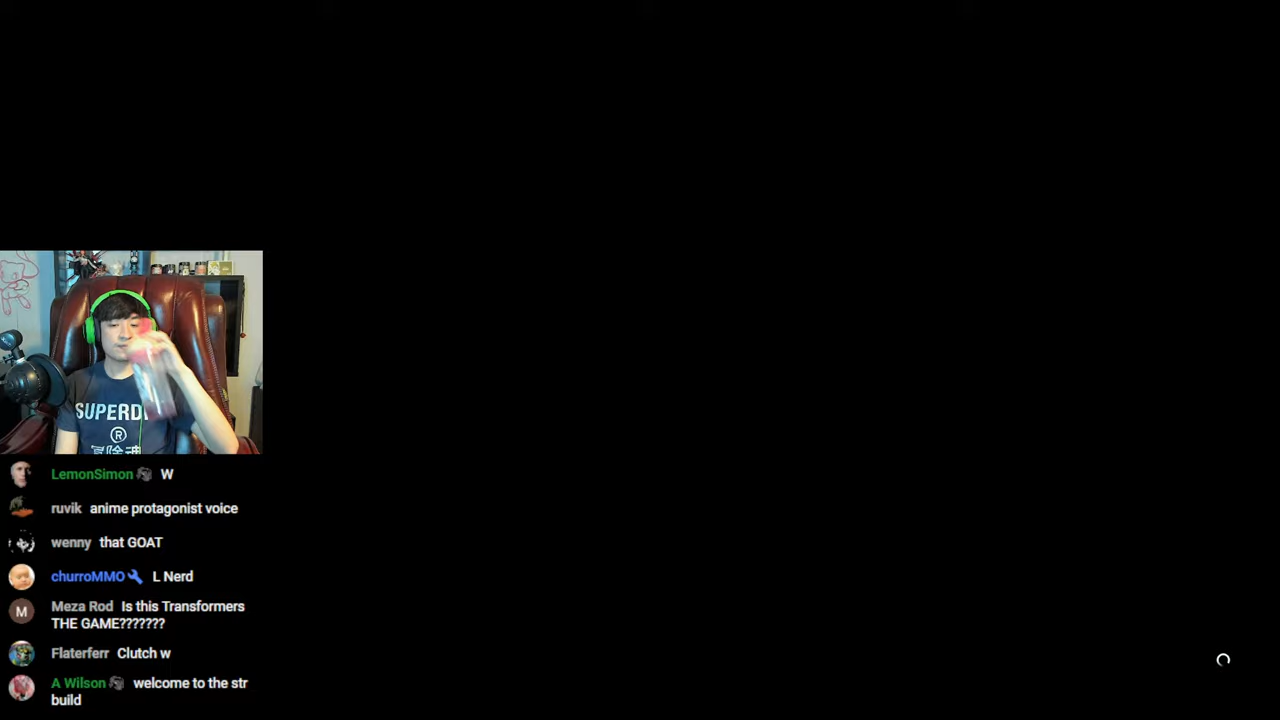 SUPERD
®
LemonSimon W
ruvik anime protagonist voice
wenny that GOAT
churroMMO L Nerd
M Meza Rod Is this Transformers
THE GAME???????
Flaterferr Clutch w
A Wilson welcome to the str
build